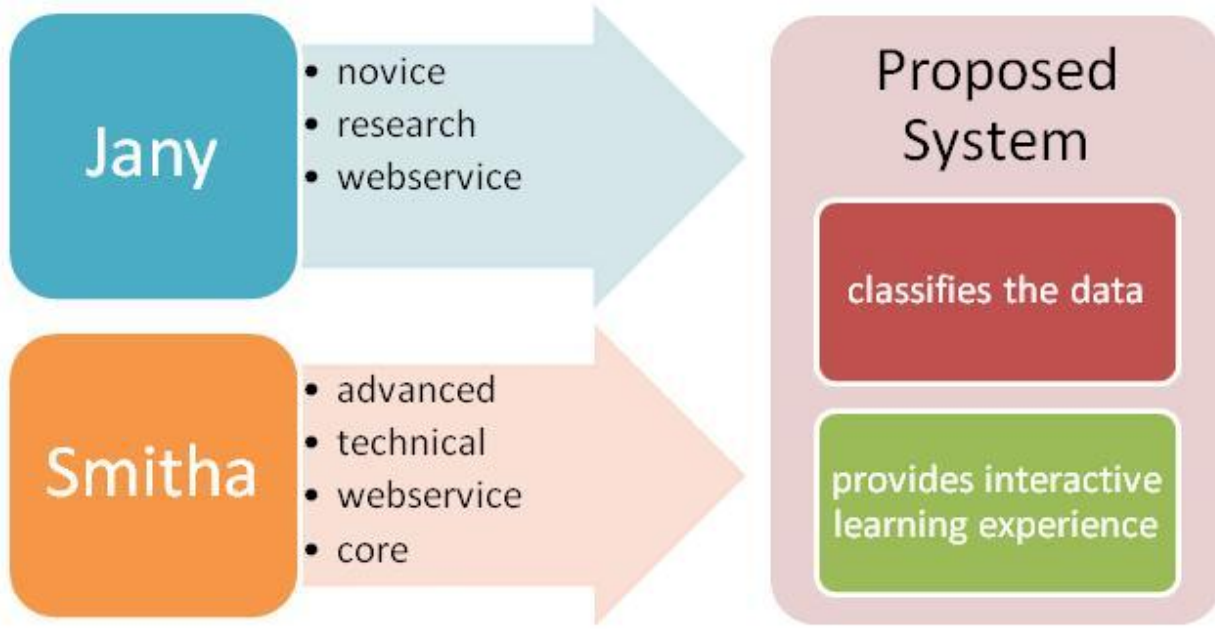 Jany
• novice
• research
• webservice
Smitha
• advanced
• technical
• webservice
• core
Proposed
System
classifies the data
provides interactive
learning experience